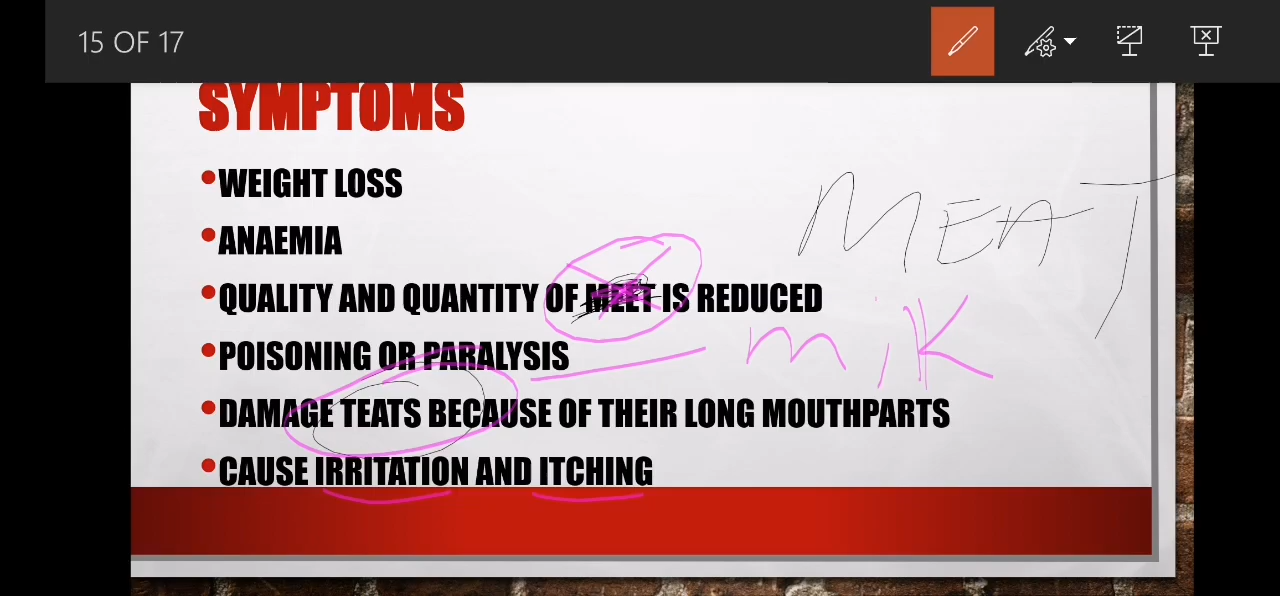 15 OF 17
SYMPTOMS
•WEIGHT LOSS
•ANAEMIA
•QUALITY AND QUANTITY OF MEET IS REDUCED
MEAT
•POISONING OR PARALYSIS
milk
•DAMAGE TEATS BECAUSE OF THEIR LONG MOUTHPARTS
•CAUSE IRRITATION AND ITCHING